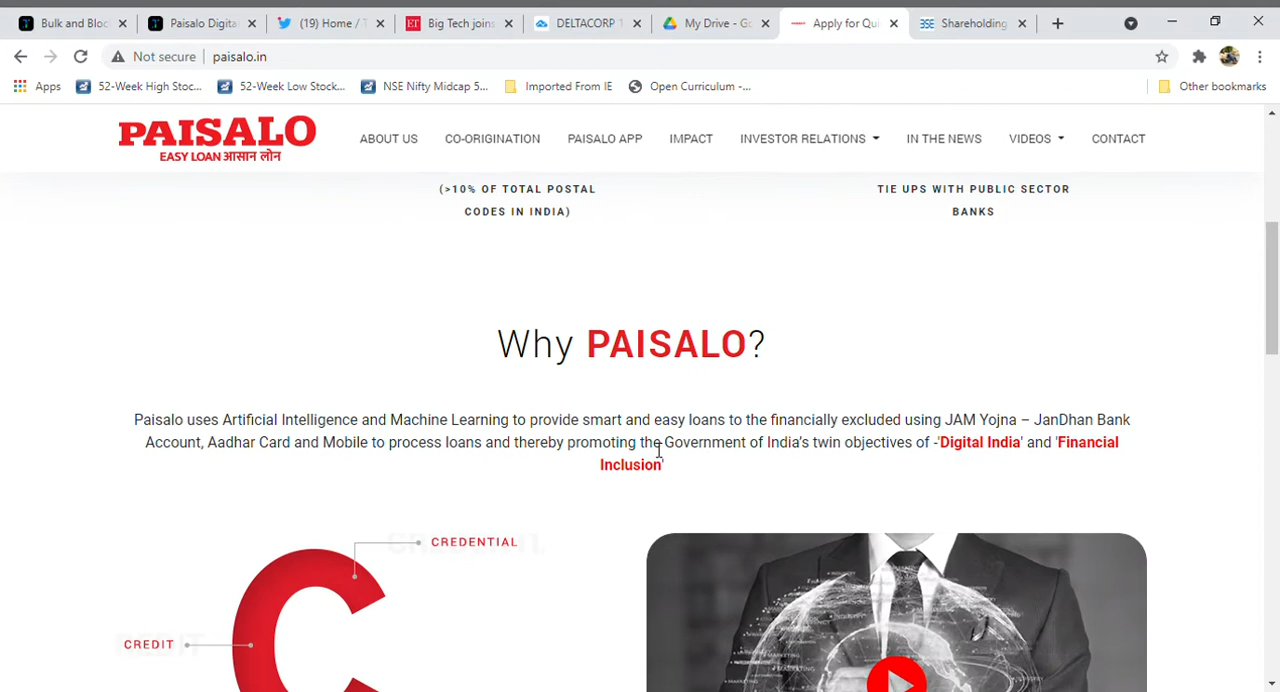 Bulk and Bloc
Paisalo Digita
(19) Home / T
ET
Big Tech joins
DELTACORP 1
My Drive - Go
Apply for Qui
Shareholding
Not secure
paisalo.in
Apps
52-Week High Stoc...
52-Week Low Stock...
NSE Nifty Midcap 5...
Imported From IE
Open Curriculum -...
Other bookmarks
PAISALO
EASY LOAN आसान लोन
ABOUT US
CO-ORIGINATION
PAISALO APP
IMPACT
INVESTOR RELATIONS
IN THE NEWS
VIDEOS
CONTACT
(>10% OF TOTAL POSTAL
CODES IN INDIA)
TIE UPS WITH PUBLIC SECTOR
BANKS
Why PAISALO?
Paisalo uses Artificial Intelligence and Machine Learning to provide smart and easy loans to the financially excluded using JAM Yojna – JanDhan Bank
Account, Aadhar Card and Mobile to process loans and thereby promoting the Government of India's twin objectives of -'Digital India' and 'Financial
Inclusion'
CREDENTIAL
CREDIT
C